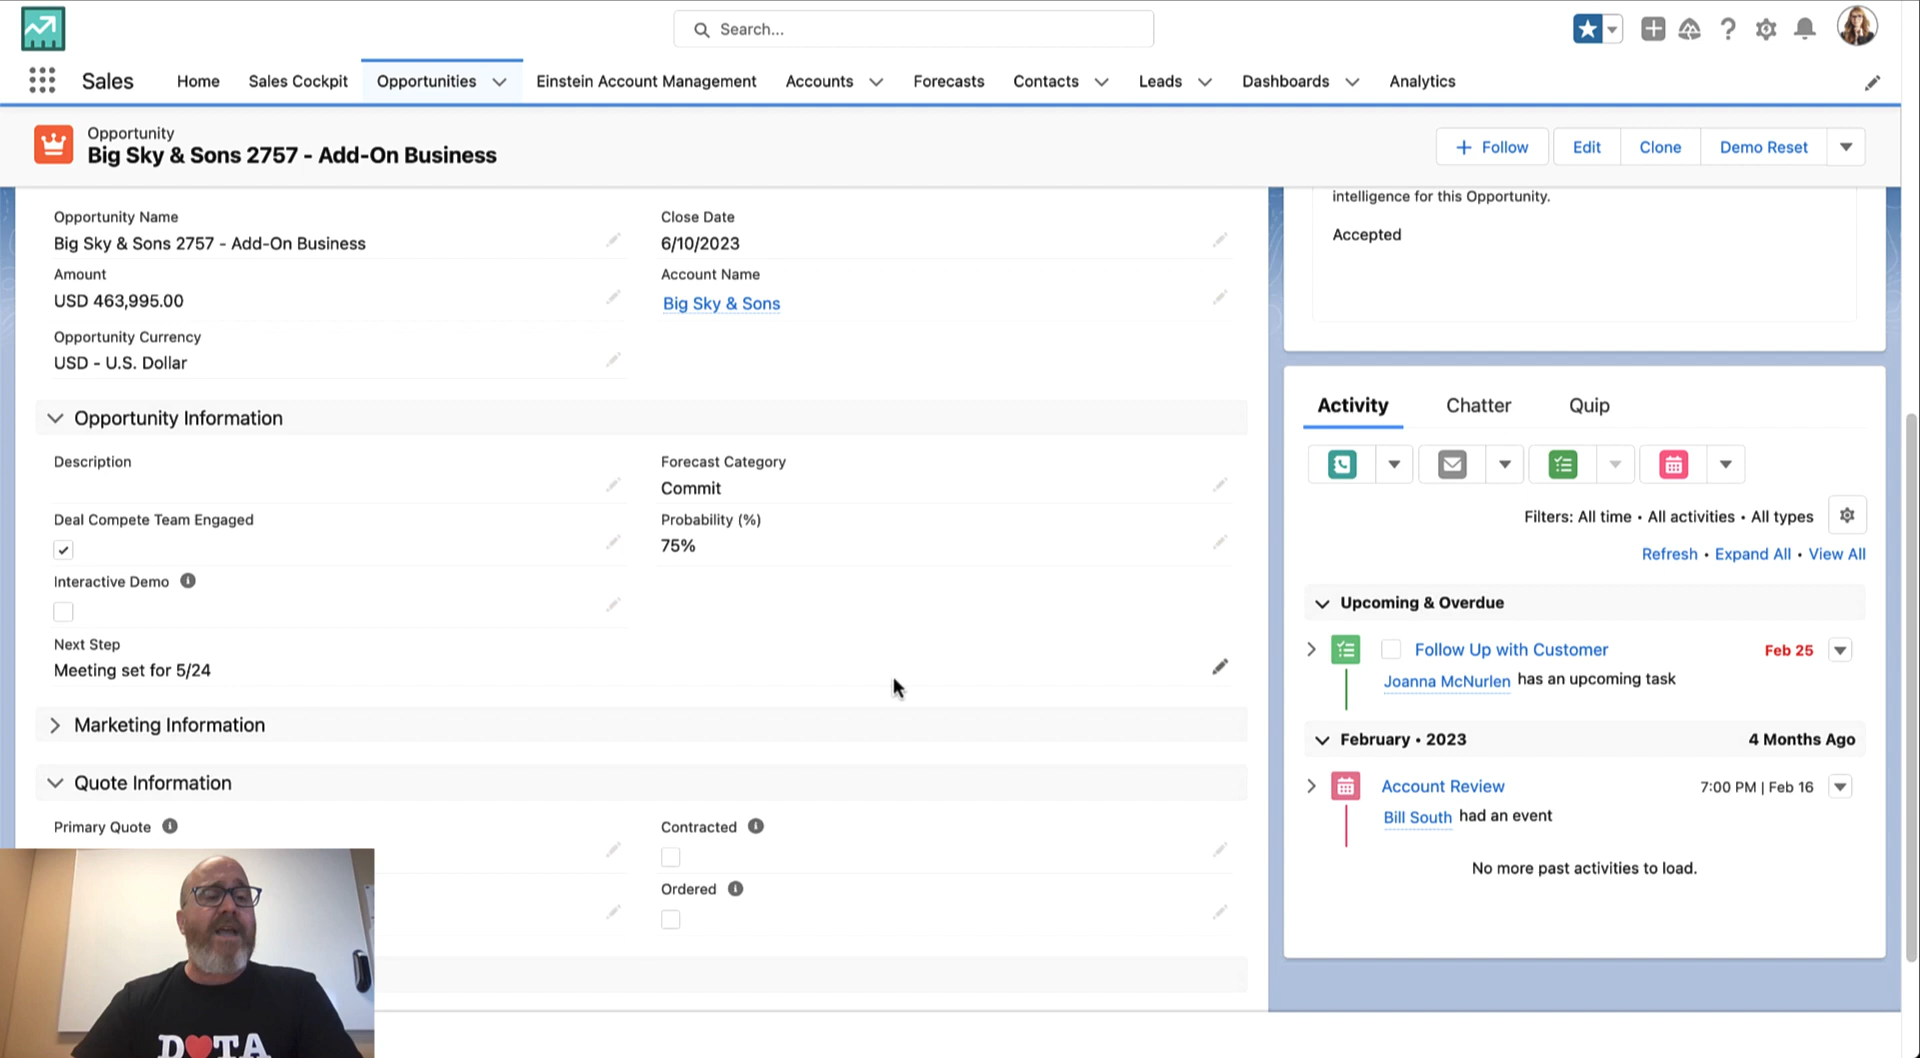 Search...
Sales
Home
Sales Cockpit
Opportunities
Einstein Account Management
Accounts
Forecasts
Contacts
Leads
Dashboards
Analytics
Opportunity
Big Sky & Sons 2757 - Add-On Business
Follow
Edit
Clone
Demo Reset
Opportunity Name
Big Sky & Sons 2757 - Add-On Business
Close Date
6/10/2023
Amount
USD 463,995.00
Account Name
Big Sky & Sons
Opportunity Currency
USD - U.S. Dollar
Opportunity Information
Description
Forecast Category
Commit
Deal Compete Team Engaged
Probability (%)
75%
Interactive Demo
Next Step
Meeting set for 5/24
Marketing Information
Quote Information
Primary Quote
Contracted
Ordered
intelligence for this Opportunity.
Accepted
Activity
Chatter
Quip
Filters: All time • All activities • All types
Refresh • Expand All • View All
Upcoming & Overdue
Follow Up with Customer
Feb 25
Joanna McNurlen has an upcoming task
February • 2023
4 Months Ago
Account Review
7:00 PM | Feb 16
Bill South had an event
No more past activities to load.
D♥TA